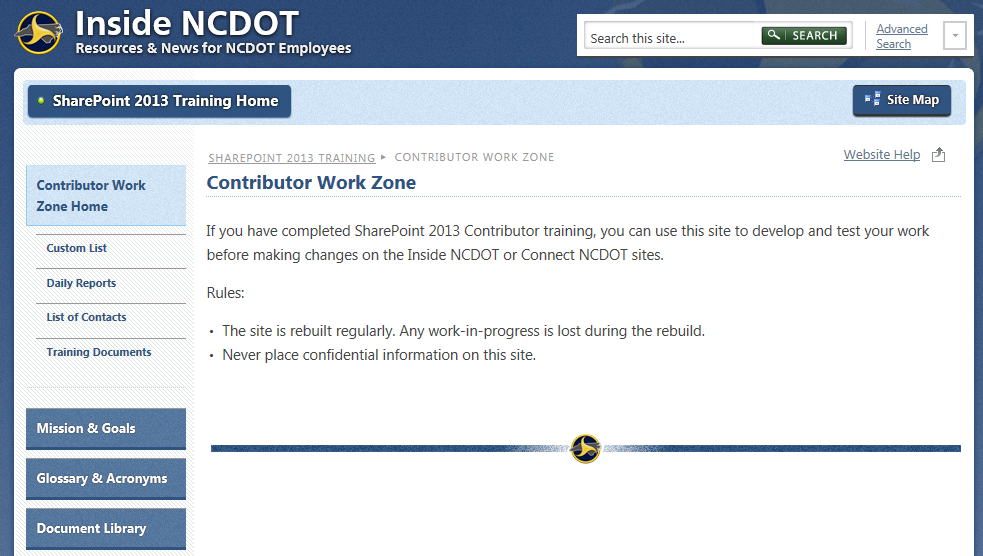 Inside NCDOT
Resources & News for NCDOT Employees
Search this site...
SEARCH
Advanced
Search
SharePoint 2013 Training Home
Site Map
SHAREPOINT 2013 TRAINING ▸ CONTRIBUTOR WORK ZONE
Website Help
Contributor Work Zone
Contributor Work
Zone Home
Custom List
Daily Reports
List of Contacts
Training Documents
Mission & Goals
Glossary & Acronyms
Document Library
If you have completed SharePoint 2013 Contributor training, you can use this site to develop and test your work
before making changes on the Inside NCDOT or Connect NCDOT sites.
Rules:
• The site is rebuilt regularly. Any work-in-progress is lost during the rebuild.
• Never place confidential information on this site.